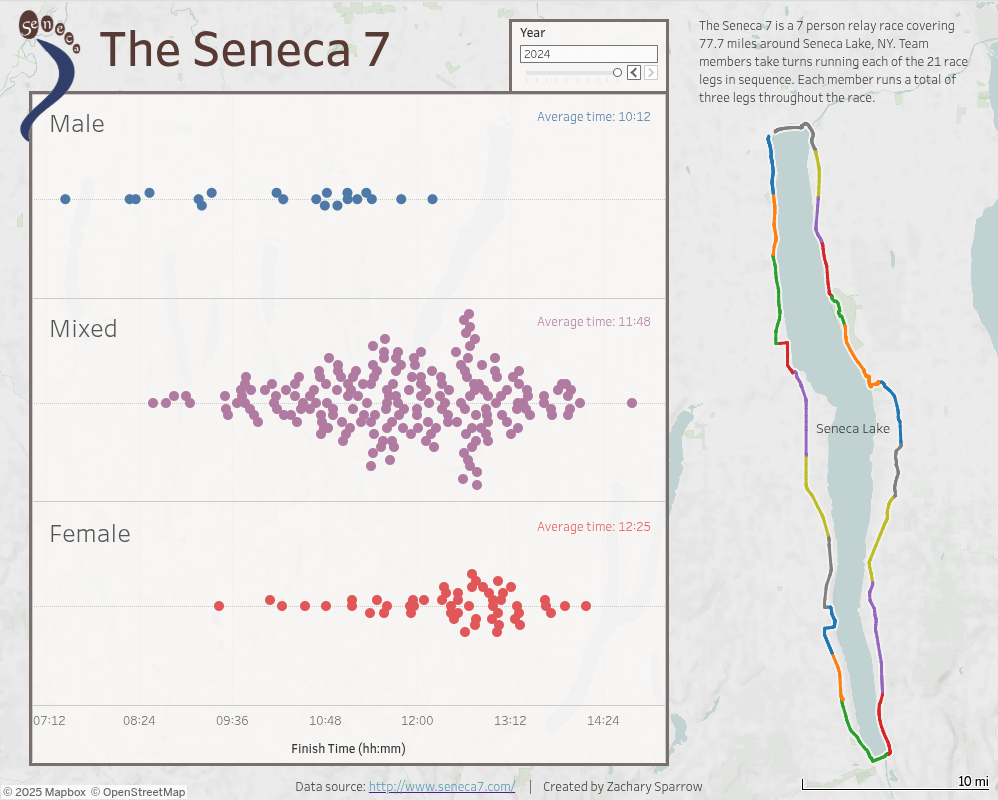 Seneca
The Seneca 7
Year
2024
The Seneca 7 is a 7 person relay race covering
77.7 miles around Seneca Lake, NY. Team
members take turns running each of the 21 race
legs in sequence. Each member runs a total of
three legs throughout the race.
Male
Average time: 10:12
Mixed
Average time: 11:48
Female
Average time: 12:25
07:12 08:24 09:36 10:48 12:00 13:12 14:24
Finish Time (hh:mm)
Seneca Lake
10 mi
Data source: http://www.seneca7.com/ | Created by Zachary Sparrow
© 2025 Mapbox © OpenStreetMap